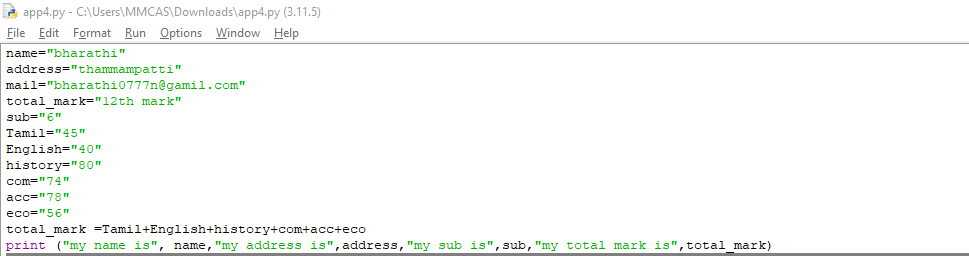 app4.py - C:\Users\MMCAS\Downloads\app4.py (3.11.5)
File Edit Format Run Options Window Help
name="bharathi"
address="thammampatti"
mail="bharathi0777n@gamil.com"
total_mark="12th mark"
sub="6"
Tamil="45"
English="40"
history="80"
com="74"
acc="78"
eco="56"
total_mark =Tamil+English+history+com+acc+eco
print ("my name is", name,"my address is",address,"my sub is",sub,"my total mark is",total_mark)